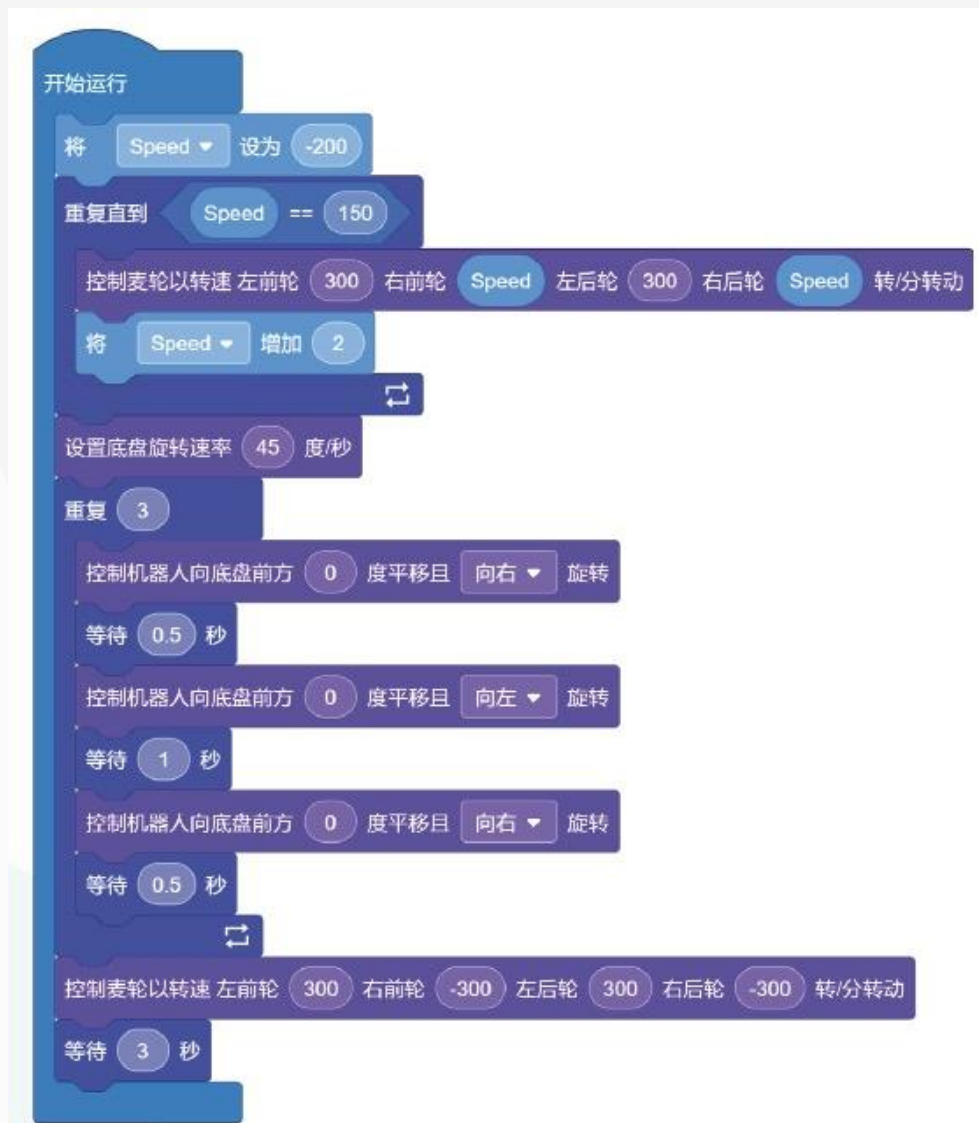 开始运行
将 Speed 设为 -200
重复直到 Speed == 150
控制麦轮以转速 左前轮 300 右前轮 Speed 左后轮 300 右后轮 Speed 转/分转动
将 Speed 增加 2
设置底盘旋转速率 45 度/秒
重复 3
控制机器人向底盘前方 0 度平移且 向右 旋转
等待 0.5 秒
控制机器人向底盘前方 0 度平移且 向左 旋转
等待 1 秒
控制机器人向底盘前方 0 度平移且 向右 旋转
等待 0.5 秒
控制麦轮以转速 左前轮 300 右前轮 -300 左后轮 300 右后轮 -300 转/分转动
等待 3 秒